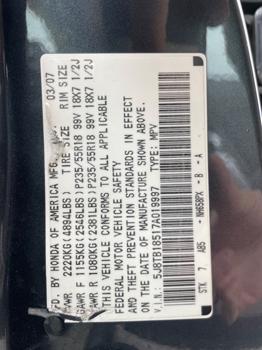 MFD. BY HONDA OF AMERICA MFG. 03/07
GVWR 2220KG(4894LBS) TIRE SIZE RIM SIZE
GAWR F 1155KG(2546LBS)P235/55R18 99V 18X7 1/2J
GAWR R 1080KG(2381LBS)P235/55R18 99V 18X7 1/2J
THIS VEHICLE CONFORMS TO ALL APPLICABLE
FEDERAL MOTOR VEHICLE SAFETY
AND THEFT PREVENTION STANDARDS IN EFFECT
ON THE DATE OF MANUFACTURE SHOWN ABOVE.
V.I.N.: 5J8TB18517A019997 TYPE: MPV
STK 7 ABS - NH658PX - B - A